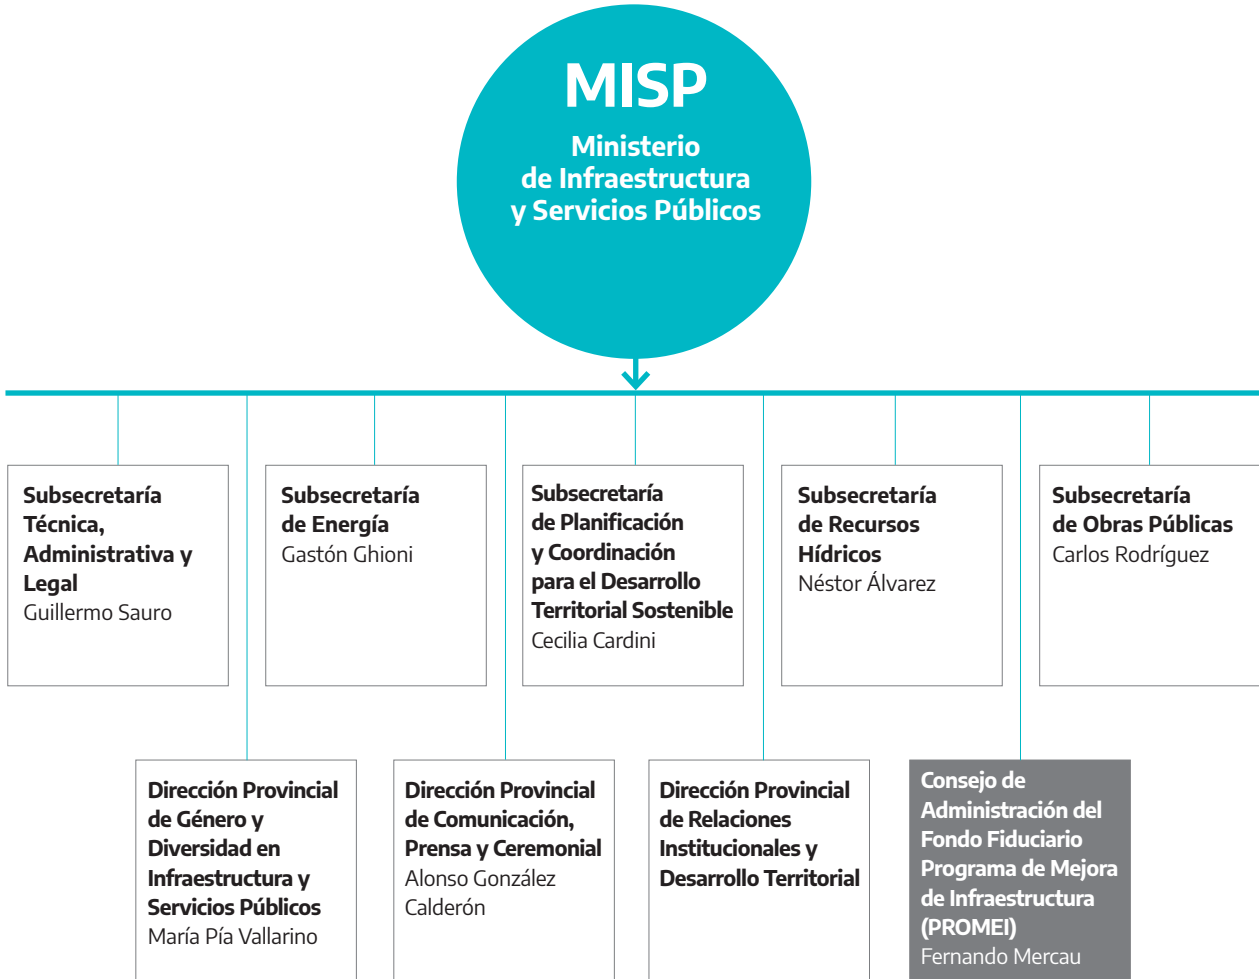 MISP
Ministerio
de Infraestructura
y Servicios Públicos
Subsecretaría
Técnica,
Administrativa y
Legal
Guillermo Sauro
Subsecretaría
de Energía
Gastón Ghioni
Subsecretaría
de Planificación
y Coordinación
para el Desarrollo
Territorial Sostenible
Cecilia Cardini
Subsecretaría
de Recursos
Hídricos
Néstor Álvarez
Subsecretaría
de Obras Públicas
Carlos Rodríguez
Dirección Provincial
de Género y
Diversidad en
Infraestructura y
Servicios Públicos
María Pía Vallarino
Dirección Provincial
de Comunicación,
Prensa y Ceremonial
Alonso González
Calderón
Dirección Provincial
de Relaciones
Institucionales y
Desarrollo Territorial
Consejo de
Administración del
Fondo Fiduciario
Programa de Mejora
de Infraestructura
(PROMEI)
Fernando Mercau